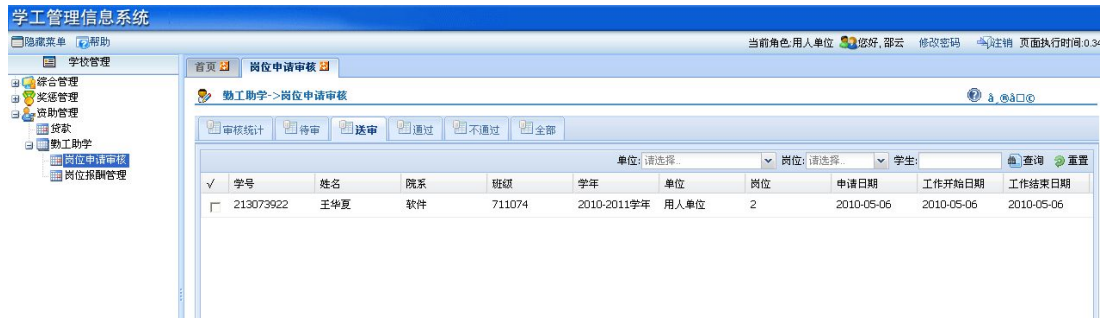 学工管理信息系统
隐藏菜单 帮助 当前角色:用人单位 您好,邵云 修改密码 注销 页面执行时间:0.34
学校管理
首页 岗位申请审核
综合管理
奖惩管理
资助管理
贷款
勤工助学
岗位申请审核
岗位报酬管理
勤工助学->岗位申请审核 â¸®å□©
审核统计 待审 送审 通过 不通过 全部
单位: 请选择.. 岗位: 请选择.. 学生: 查询 重置
√ 学号 姓名 院系 班级 学年 单位 岗位 申请日期 工作开始日期 工作结束日期
213073922 王华夏 软件 711074 2010-2011学年 用人单位 2 2010-05-06 2010-05-06 2010-05-06